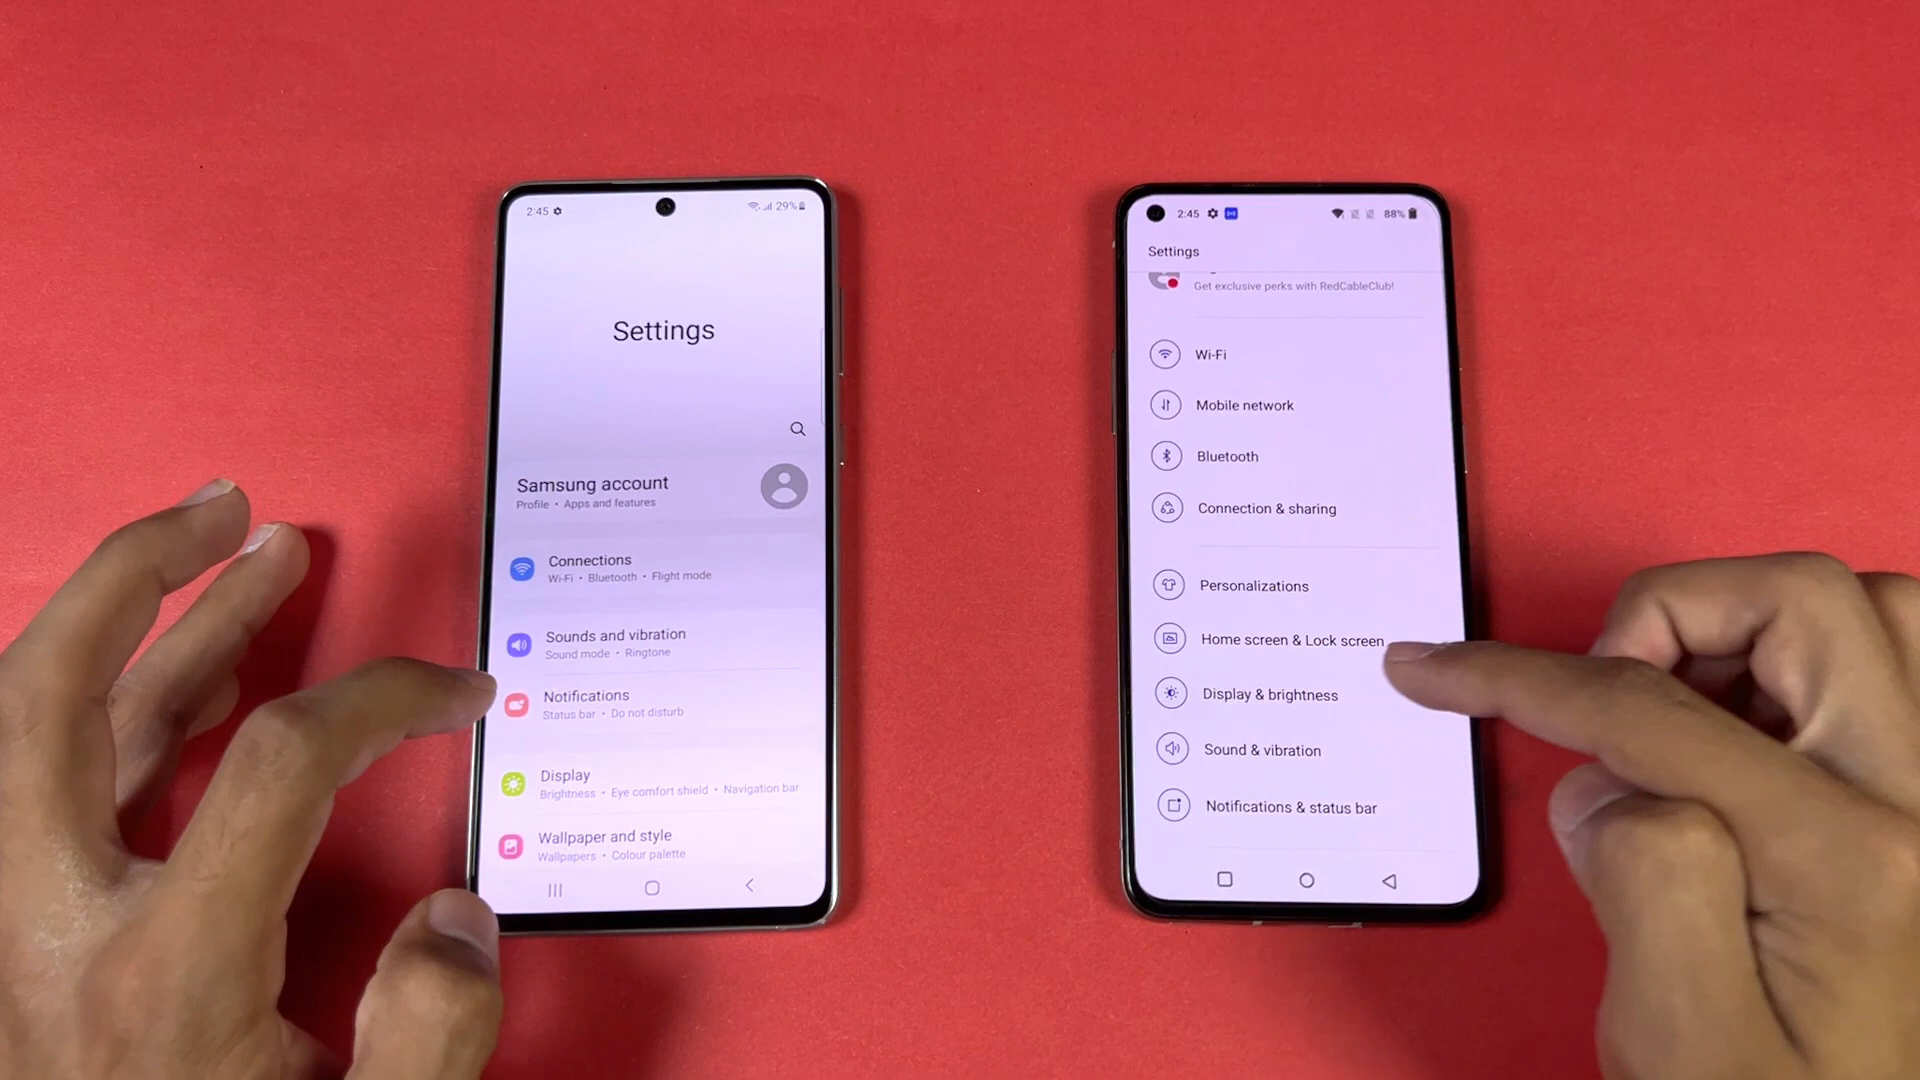 2:45
29%
Settings
Samsung account
Profile • Apps and features
Connections
Wi-Fi • Bluetooth • Flight mode
Sounds and vibration
Sound mode • Ringtone
Notifications
Status bar • Do not disturb
Display
Brightness • Eye comfort shield • Navigation bar
Wallpaper and style
Wallpapers • Colour palette
2:45
88%
Settings
Get exclusive perks with RedCableClub!
Wi-Fi
Mobile network
Bluetooth
Connection & sharing
Personalizations
Home screen & Lock screen
Display & brightness
Sound & vibration
Notifications & status bar